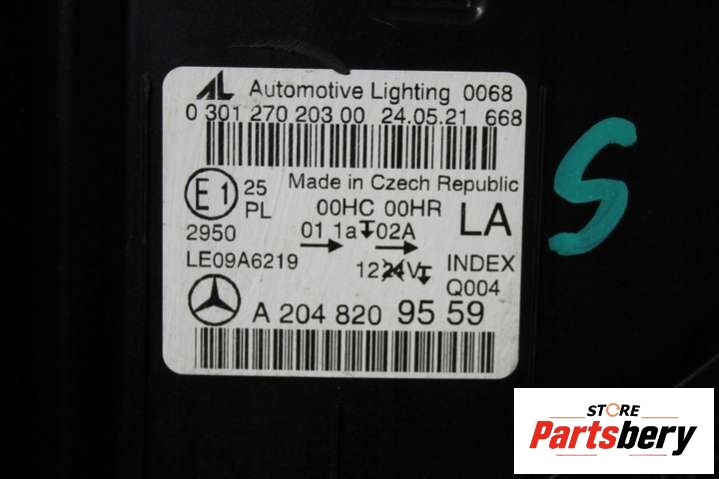 AL Automotive Lighting 0068
0 301 270 203 00 24.05.21 668
Made in Czech Republic
E1 25 PL
00HC 00HR
LA
2950
01 1a 02A
LE09A6219
12 24V
INDEX
Q004
A 204 820 95 59
S
STORE
Partsbery